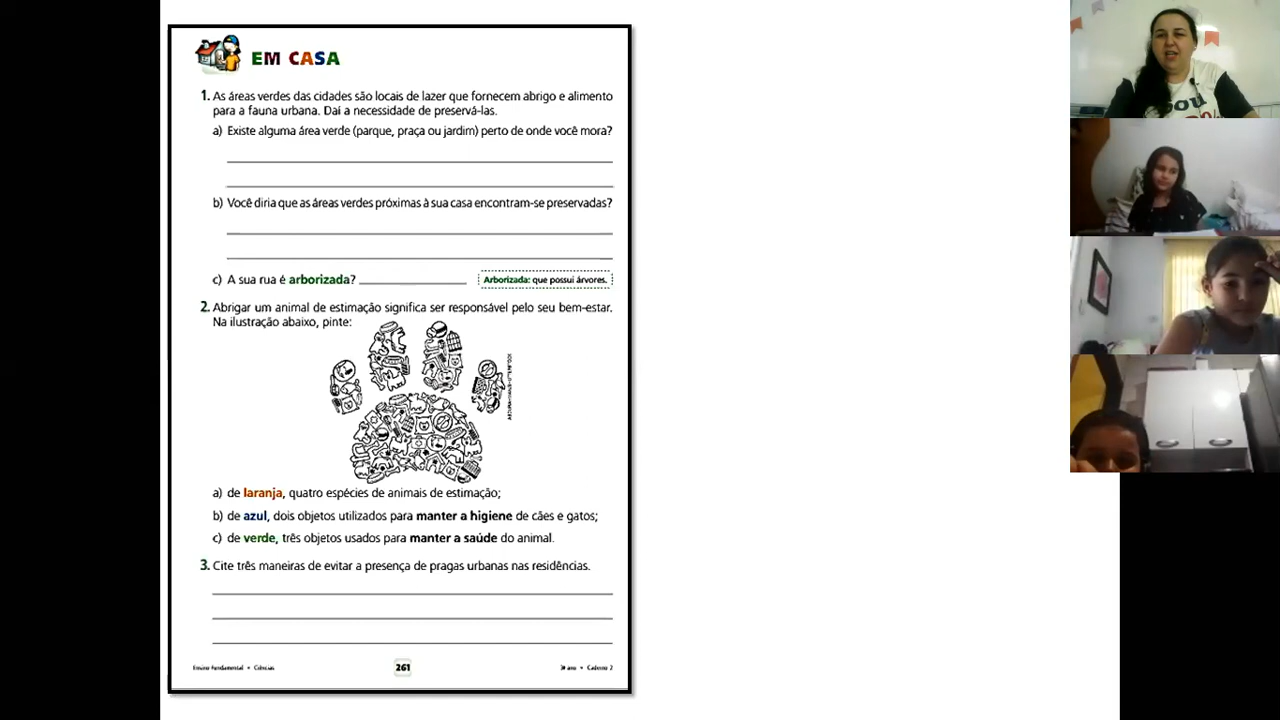 EM CASA
1. As áreas verdes das cidades são locais de lazer que fornecem abrigo e alimento
para a fauna urbana. Daí a necessidade de preservá-las.
a) Existe alguma área verde (parque, praça ou jardim) perto de onde você mora?
b) Você diria que as áreas verdes próximas à sua casa encontram-se preservadas?
c) A sua rua é arborizada?
Arborizada: que possui árvores.
2. Abrigar um animal de estimação significa ser responsável pelo seu bem-estar.
Na ilustração abaixo, pinte:
a) de laranja, quatro espécies de animais de estimação;
b) de azul, dois objetos utilizados para manter a higiene de cães e gatos;
c) de verde, três objetos usados para manter a saúde do animal.
3. Cite três maneiras de evitar a presença de pragas urbanas nas residências.
Ensino Fundamental • Ciências
261
3º ano • Caderno 2
Sou